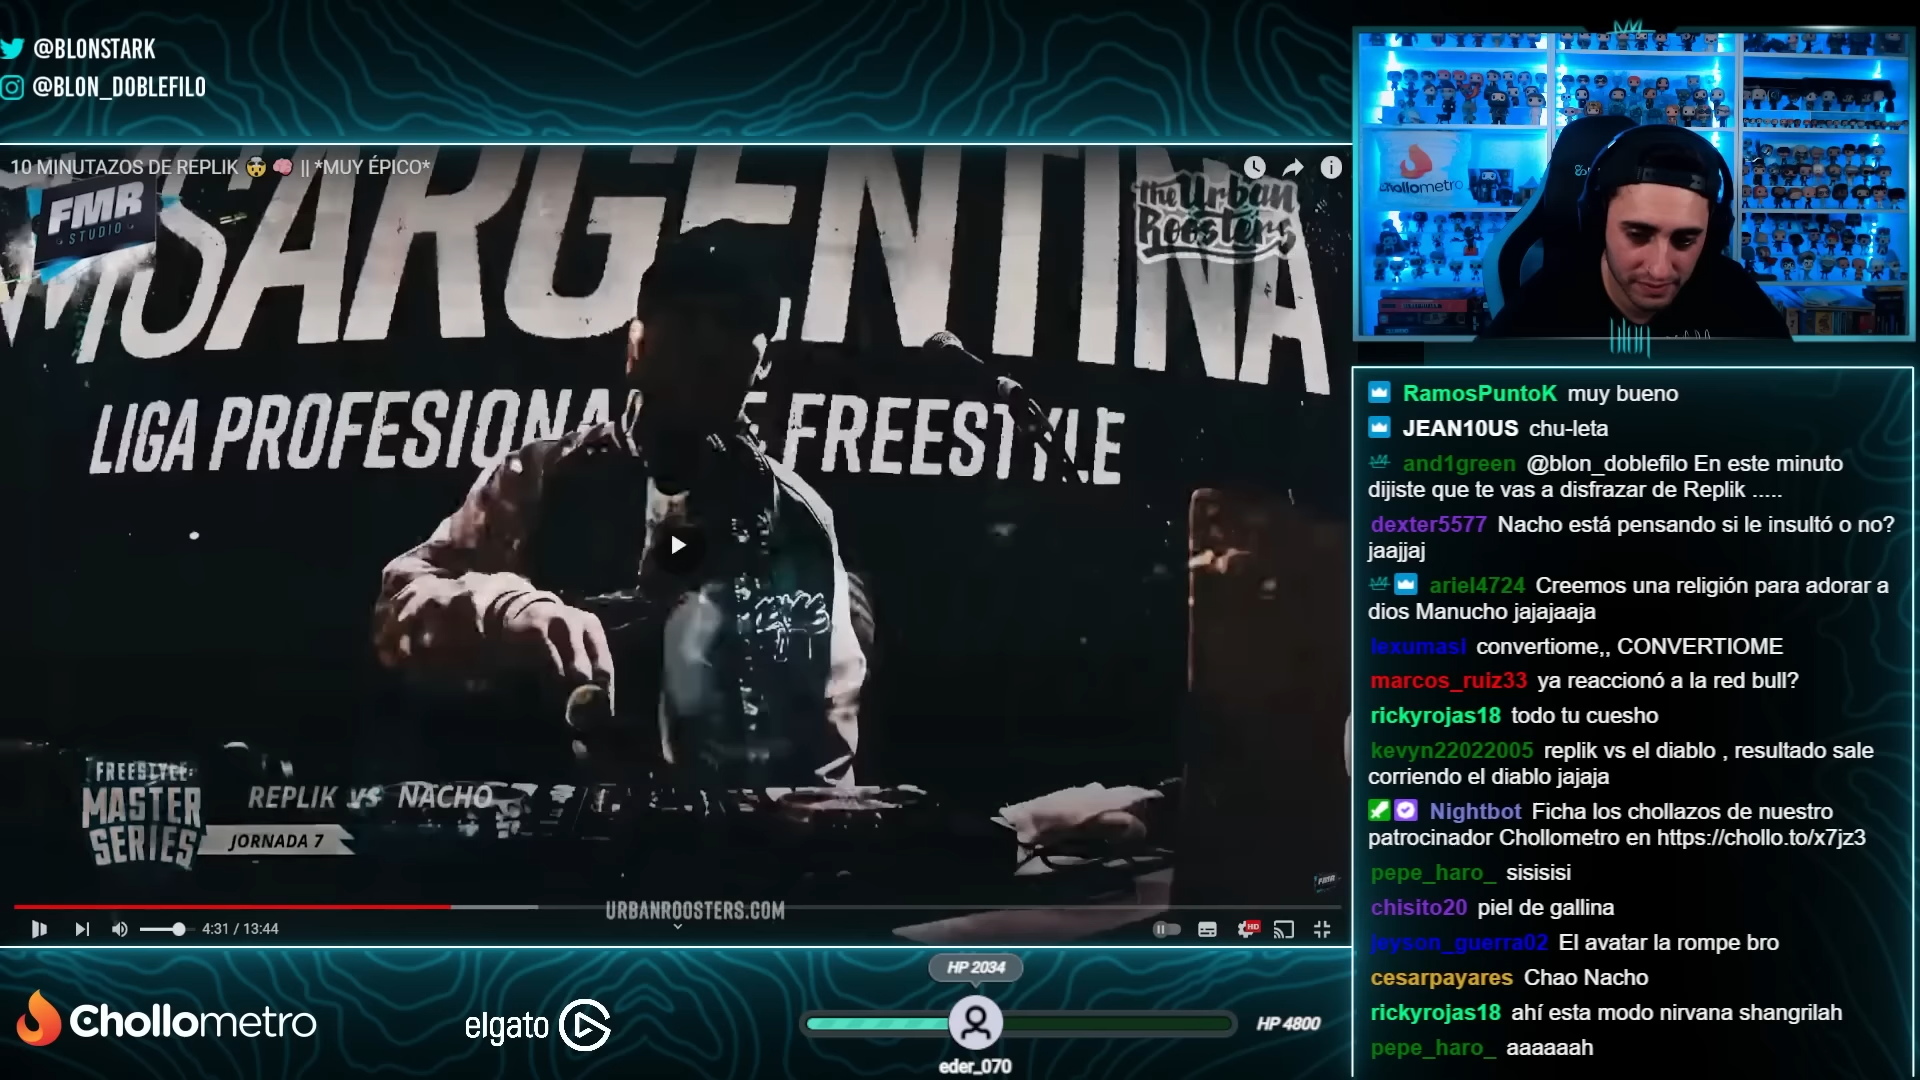 @BLONSTARK
@BLON_DOBLEFILO
10 MINUTAZOS DE REPLIK 🤯 🧠 || *MUY ÉPICO*
FMR
STUDIO
MSARGENTINA
the Urban
Roosters
LIGA PROFESIONAL DE FREESTYLE
FREESTYLE
MASTER
SERIES
REPLIK VS NACHO
JORNADA 7
URBANROOSTERS.COM
4:31 / 13:44
HD
Chollometro
elgato
HP 2034
HP 4800
eder_070
chollometro
RamosPuntoK muy bueno
JEAN10US chu-leta
and1green @blon_doblefilo En este minuto
dijiste que te vas a disfrazar de Replik .....
dexter5577 Nacho está pensando si le insultó o no?
jaajjaj
ariel4724 Creemos una religión para adorar a
dios Manucho jajajaaja
lexumasl convertiome,, CONVERTIOME
marcos_ruiz33 ya reaccionó a la red bull?
rickyrojas18 todo tu cuesho
kevyn22022005 replik vs el diablo , resultado sale
corriendo el diablo jajaja
Nightbot Ficha los chollazos de nuestro
patrocinador Chollometro en https://chollo.to/x7jz3
pepe_haro_ sisisisi
chisito20 piel de gallina
jeyson_guerra02 El avatar la rompe bro
cesarpayares Chao Nacho
rickyrojas18 ahí esta modo nirvana shangrilah
pepe_haro_ aaaaaah